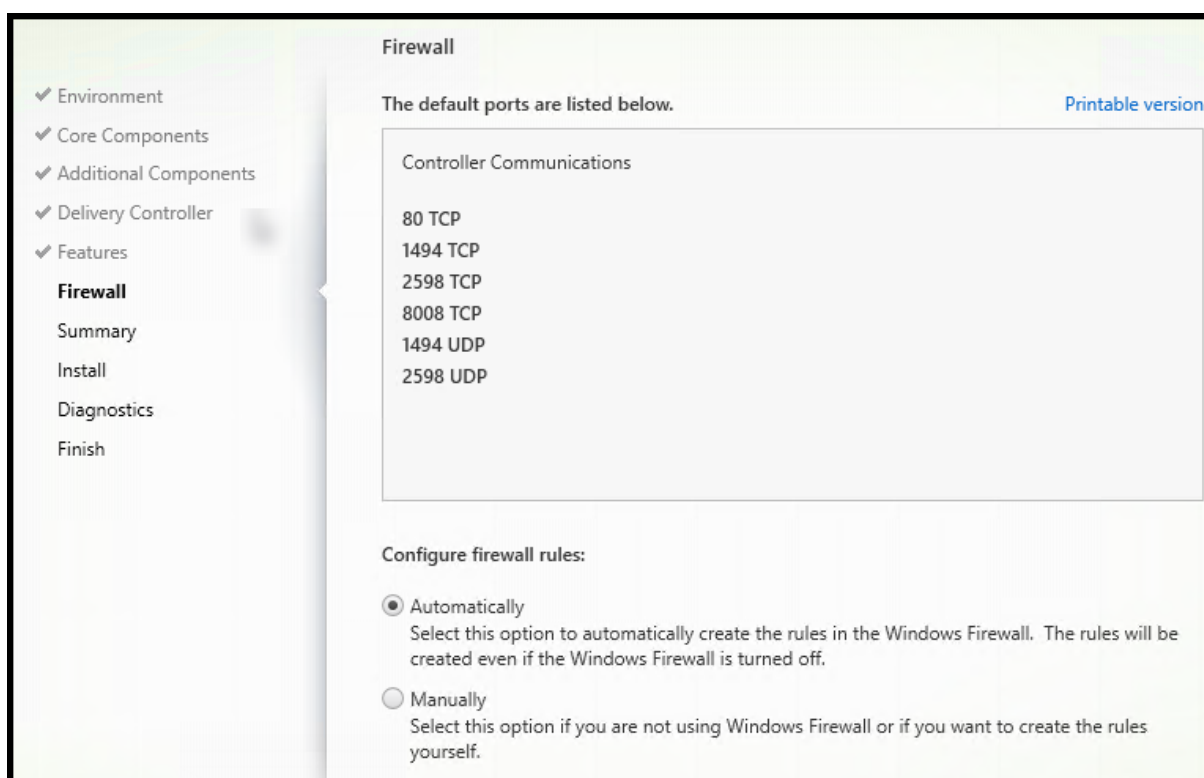 Firewall
✔ Environment
✔ Core Components
✔ Additional Components
✔ Delivery Controller
✔ Features
Firewall
Summary
Install
Diagnostics
Finish
The default ports are listed below.
Printable version
Controller Communications
80 TCP
1494 TCP
2598 TCP
8008 TCP
1494 UDP
2598 UDP
Configure firewall rules:
Automatically
Select this option to automatically create the rules in the Windows Firewall.  The rules will be
created even if the Windows Firewall is turned off.
Manually
Select this option if you are not using Windows Firewall or if you want to create the rules
yourself.